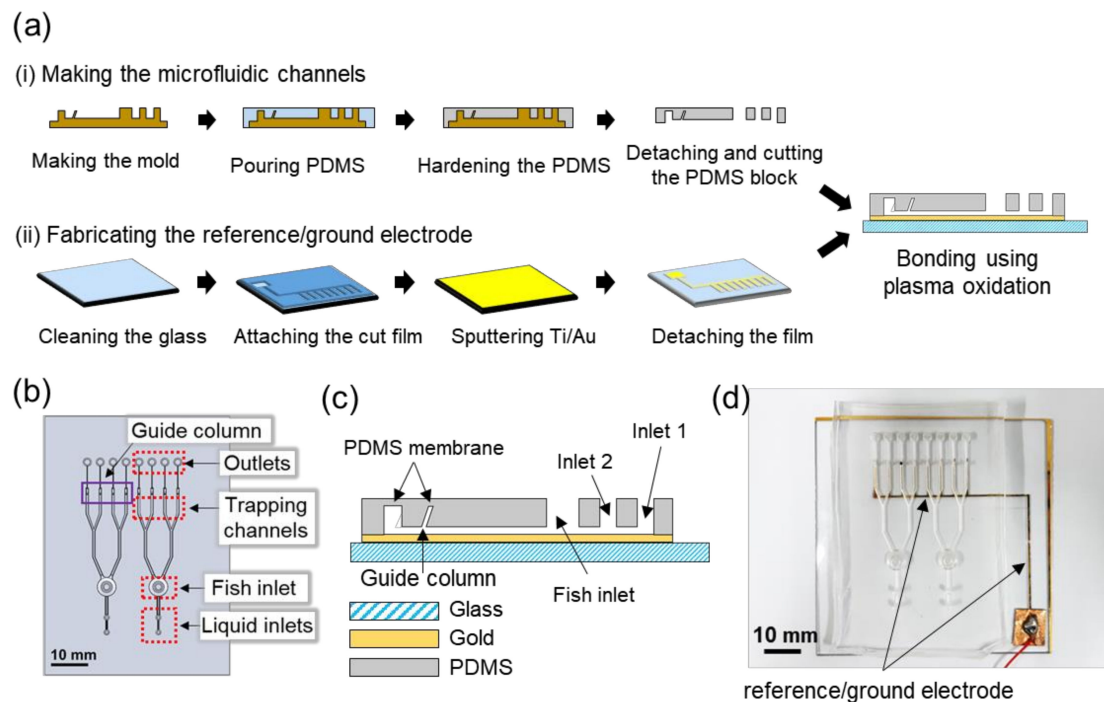 (a)
(i) Making the microfluidic channels
Making the mold
Pouring PDMS
Hardening the PDMS
Detaching and cutting
the PDMS block
(ii) Fabricating the reference/ground electrode
Cleaning the glass
Attaching the cut film
Sputtering Ti/Au
Detaching the film
Bonding using
plasma oxidation
(b)
Guide column
Outlets
Trapping
channels
Fish inlet
Liquid inlets
10 mm
(c)
PDMS membrane
Inlet 1
Inlet 2
Guide column
Fish inlet
Glass
Gold
PDMS
(d)
10 mm
reference/ground electrode